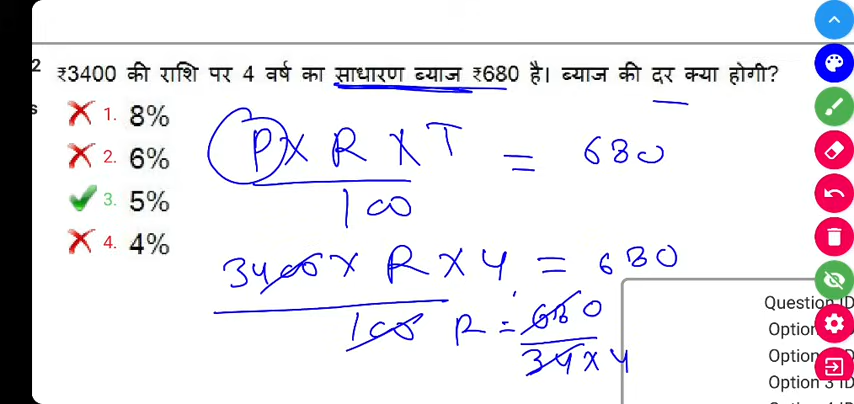 2 ₹3400 की राशि पर 4 वर्ष का साधारण ब्याज ₹680 है। ब्याज की दर क्या होगी?
s
1. 8%
2. 6%
3. 5%
4. 4%
P × R × T = 680
100
3400 × R × 4 = 680
100
R = 680
34 × 4
Question ID
Option
Option
Option 3 ID